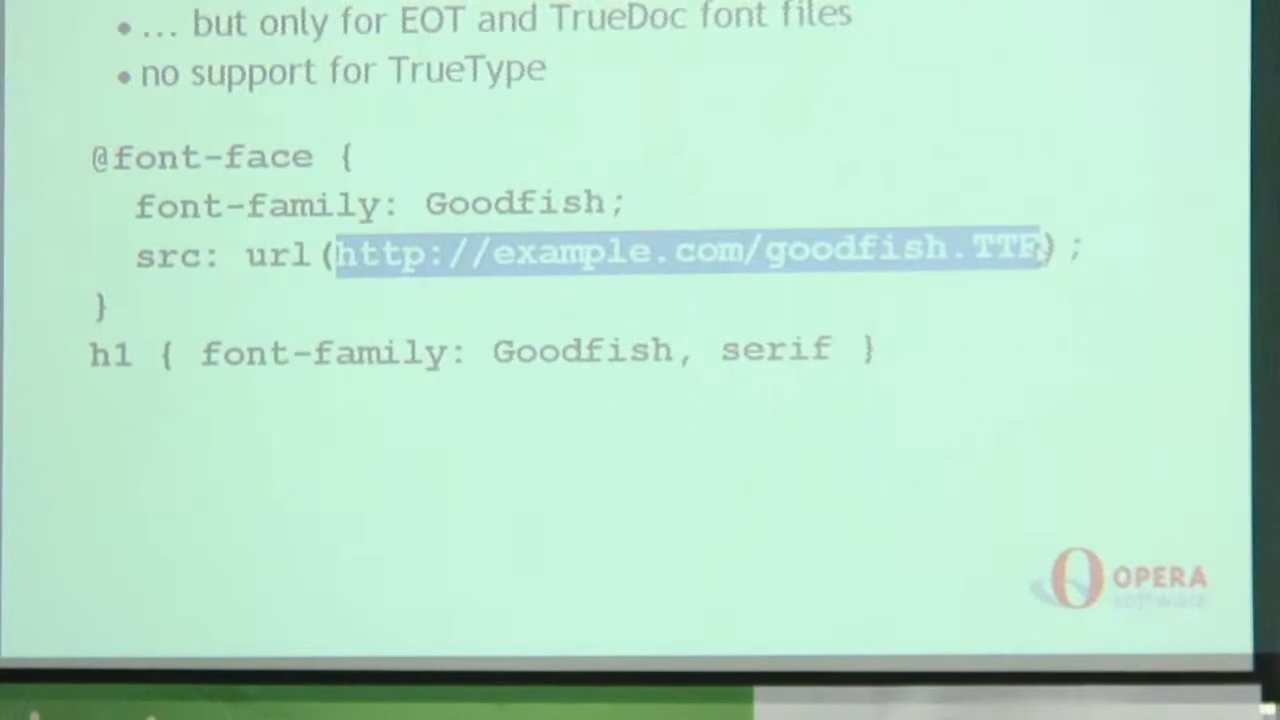 • ... but only for EOT and TrueDoc font files
• no support for TrueType
@font-face {
font-family: Goodfish;
src: url(http://example.com/goodfish.TTF);
}
h1 { font-family: Goodfish, serif }
OPERA
software